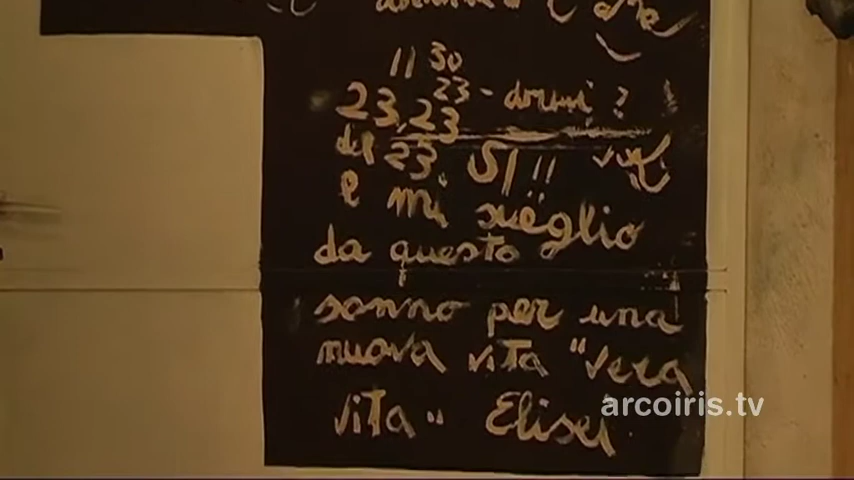 11 30
23 - dormi ?
23,23
del 23. SI !!
e mi sveglio
da questo
sonno per una
nuova vita "vera
vita" Elisei
arcoiris.tv